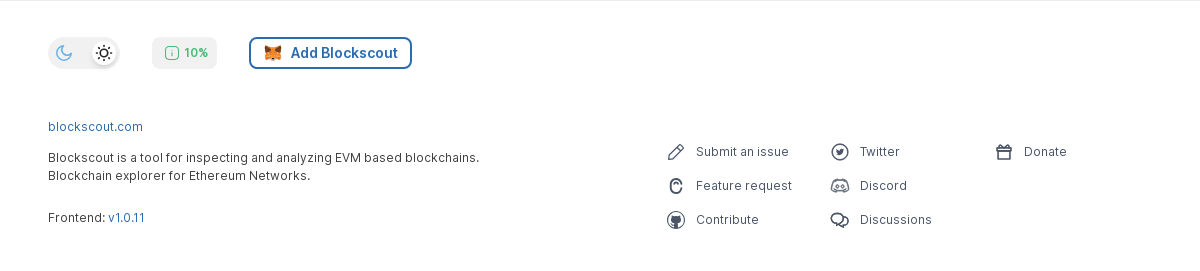 10%
Add Blockscout
blockscout.com
Blockscout is a tool for inspecting and analyzing EVM based blockchains.
Blockchain explorer for Ethereum Networks.
Frontend: v1.0.11
Submit an issue
Feature request
Contribute
Twitter
Discord
Discussions
Donate